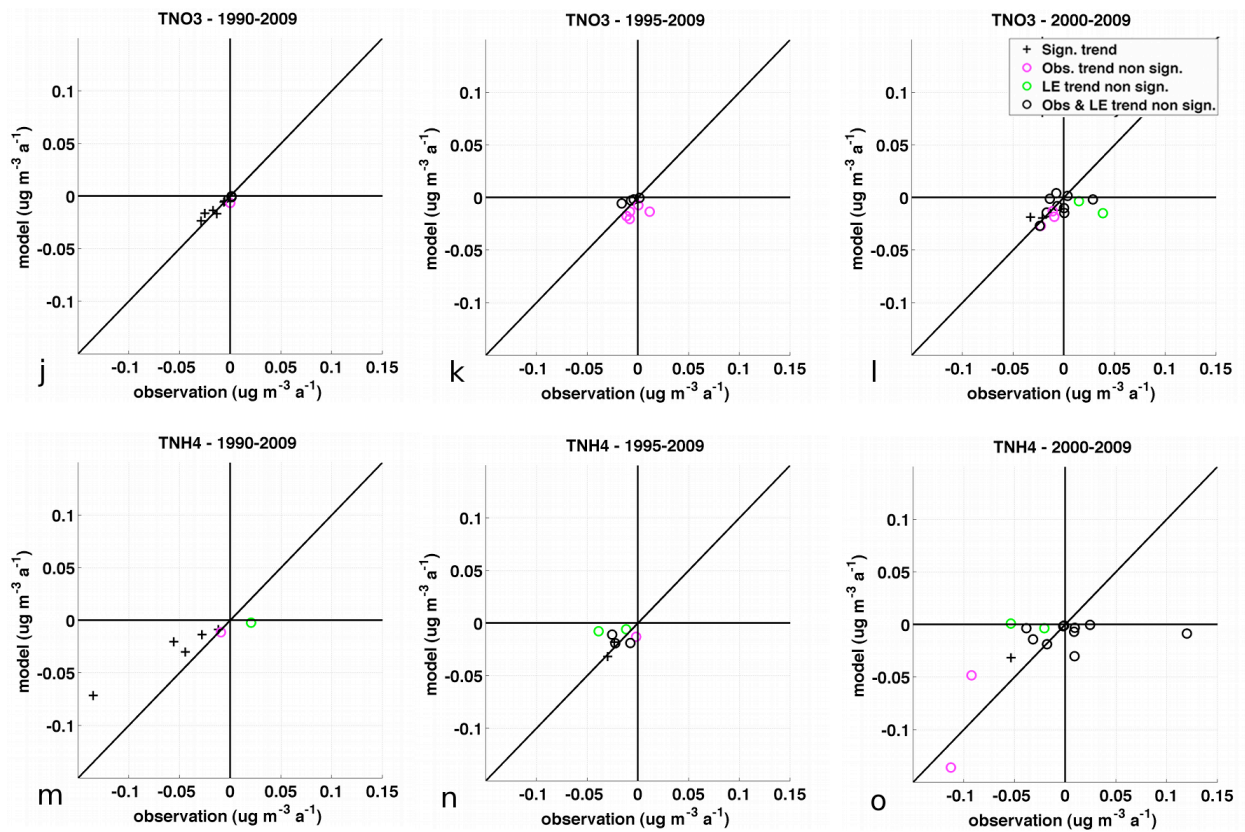 TNO3 - 1990-2009
0.1
0.05
0
-0.05
-0.1
model (ug m⁻³ a⁻¹)
-0.1 -0.05 0 0.05 0.1 0.15
observation (ug m⁻³ a⁻¹)
j
TNO3 - 1995-2009
0.1
0.05
0
-0.05
-0.1
model (ug m⁻³ a⁻¹)
-0.1 -0.05 0 0.05 0.1 0.15
observation (ug m⁻³ a⁻¹)
k
TNO3 - 2000-2009
Sign. trend
Obs. trend non sign.
LE trend non sign.
Obs & LE trend non sign.
0.1
0.05
0
-0.05
-0.1
model (ug m⁻³ a⁻¹)
-0.1 -0.05 0 0.05 0.1 0.15
observation (ug m⁻³ a⁻¹)
l
TNH4 - 1990-2009
0.1
0.05
0
-0.05
-0.1
model (ug m⁻³ a⁻¹)
-0.1 -0.05 0 0.05 0.1 0.15
observation (ug m⁻³ a⁻¹)
m
TNH4 - 1995-2009
0.1
0.05
0
-0.05
-0.1
model (ug m⁻³ a⁻¹)
-0.1 -0.05 0 0.05 0.1 0.15
observation (ug m⁻³ a⁻¹)
n
TNH4 - 2000-2009
0.1
0.05
0
-0.05
-0.1
model (ug m⁻³ a⁻¹)
-0.1 -0.05 0 0.05 0.1 0.15
observation (ug m⁻³ a⁻¹)
o